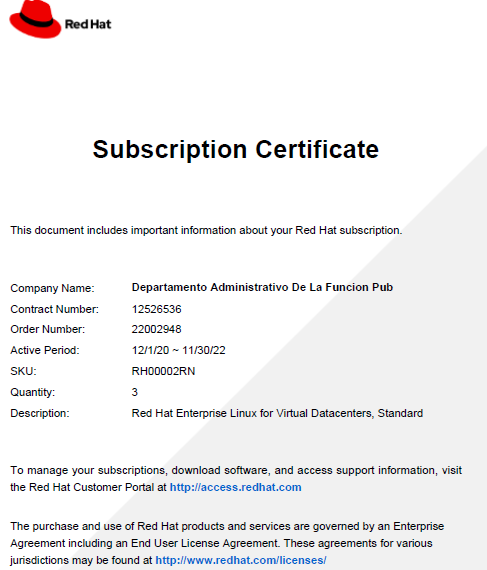 Red Hat
Subscription Certificate
This document includes important information about your Red Hat subscription.
Company Name: Departamento Administrativo De La Funcion Pub
Contract Number: 12526536
Order Number: 22002948
Active Period: 12/1/20 ~ 11/30/22
SKU: RH00002RN
Quantity: 3
Description: Red Hat Enterprise Linux for Virtual Datacenters, Standard
To manage your subscriptions, download software, and access support information, visit
the Red Hat Customer Portal at http://access.redhat.com
The purchase and use of Red Hat products and services are governed by an Enterprise
Agreement including an End User License Agreement. These agreements for various
jurisdictions may be found at http://www.redhat.com/licenses/